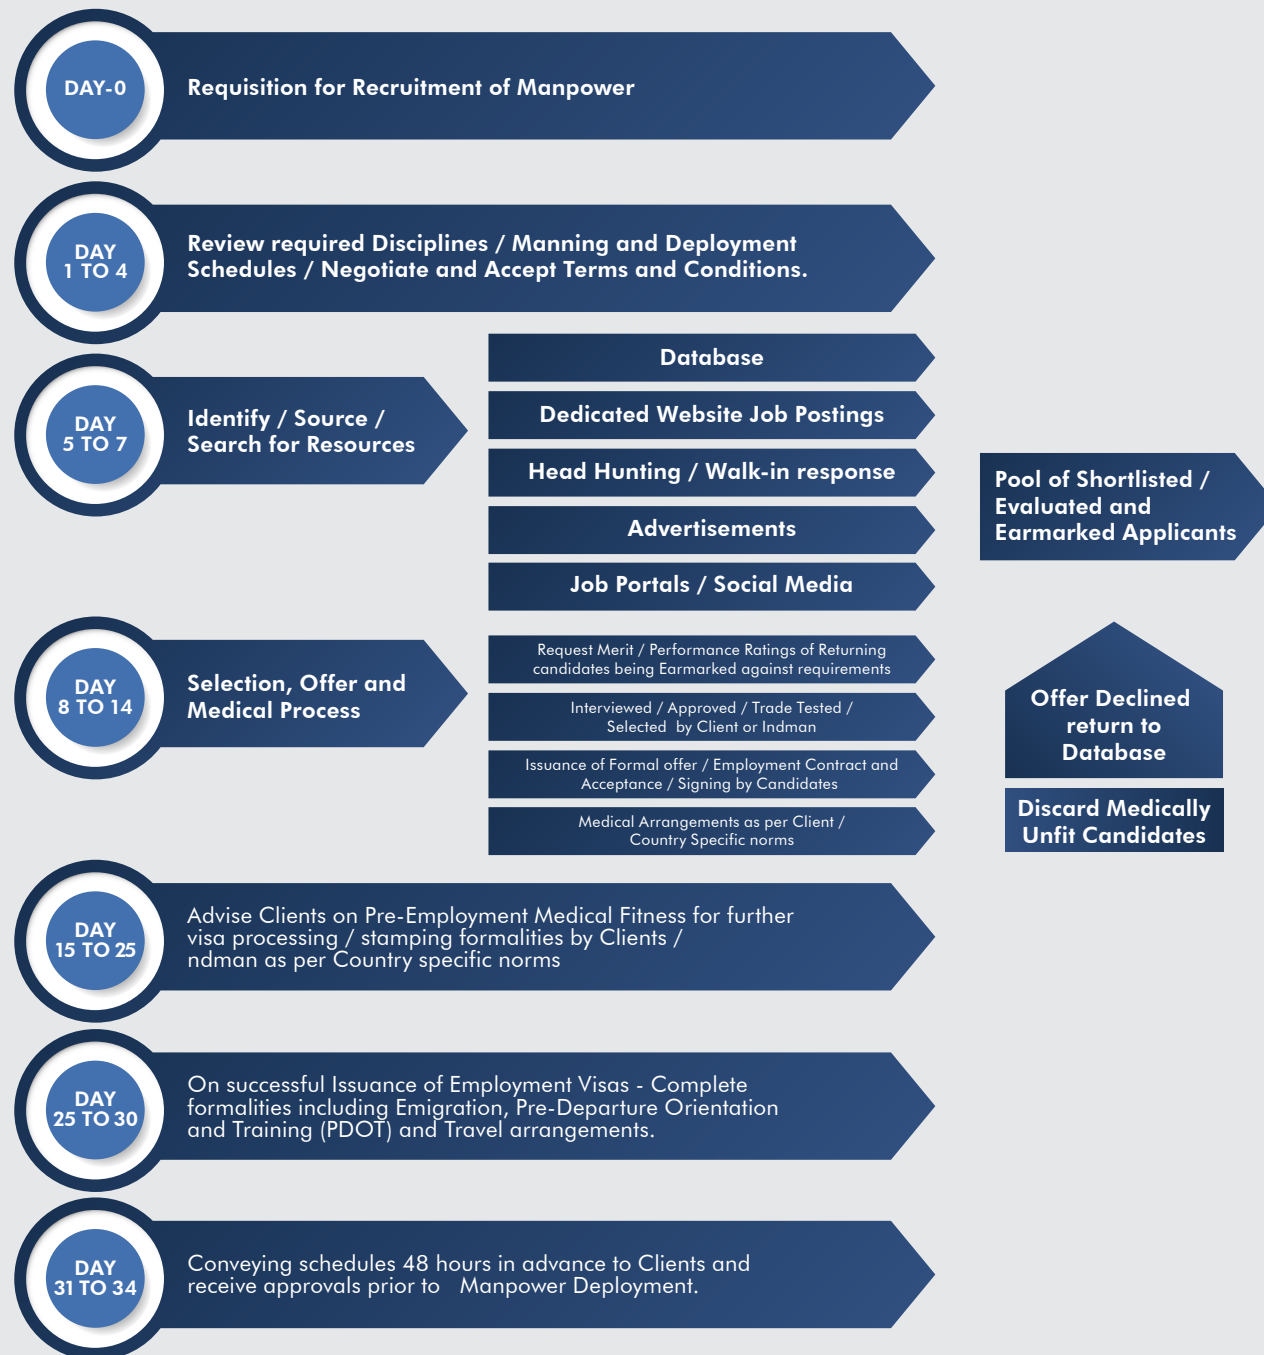 DAY-0
Requisition for Recruitment of Manpower
DAY
1 TO 4
Review required Disciplines / Manning and Deployment
Schedules / Negotiate and Accept Terms and Conditions.
DAY
5 TO 7
Identify / Source /
Search for Resources
Database
Dedicated Website Job Postings
Head Hunting / Walk-in response
Advertisements
Job Portals / Social Media
Pool of Shortlisted /
Evaluated and
Earmarked Applicants
DAY
8 TO 14
Selection, Offer and
Medical Process
Request Merit / Performance Ratings of Returning
candidates being Earmarked against requirements
Interviewed / Approved / Trade Tested /
Selected by Client or Indman
Issuance of Formal offer / Employment Contract and
Acceptance / Signing by Candidates
Medical Arrangements as per Client /
Country Specific norms
Offer Declined
return to
Database
Discard Medically
Unfit Candidates
DAY
15 TO 25
Advise Clients on Pre-Employment Medical Fitness for further
visa processing / stamping formalities by Clients /
ndman as per Country specific norms
DAY
25 TO 30
On successful Issuance of Employment Visas - Complete
formalities including Emigration, Pre-Departure Orientation
and Training (PDOT) and Travel arrangements.
DAY
31 TO 34
Conveying schedules 48 hours in advance to Clients and
receive approvals prior to Manpower Deployment.